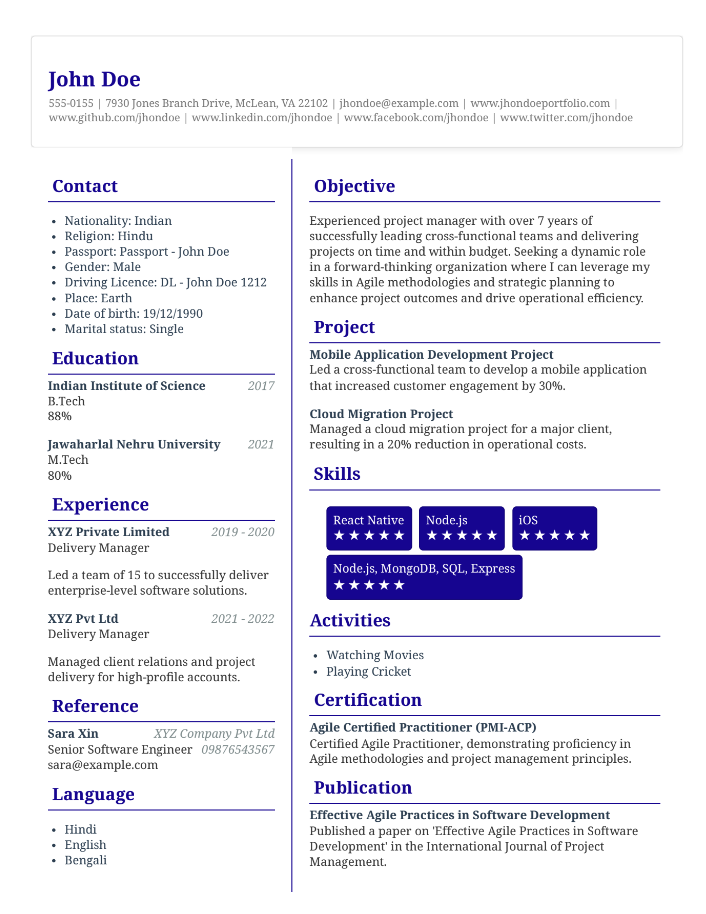 John Doe
555-0155 | 7930 Jones Branch Drive, McLean, VA 22102 | jhondoe@example.com | www.jhondoeportfolio.com |
www.github.com/jhondoe | www.linkedin.com/jhondoe | www.facebook.com/jhondoe | www.twitter.com/jhondoe
Contact
• Nationality: Indian
• Religion: Hindu
• Passport: Passport - John Doe
• Gender: Male
• Driving Licence: DL - John Doe 1212
• Place: Earth
• Date of birth: 19/12/1990
• Marital status: Single
Education
Indian Institute of Science 2017
B.Tech
88%
Jawaharlal Nehru University 2021
M.Tech
80%
Experience
XYZ Private Limited 2019 - 2020
Delivery Manager
Led a team of 15 to successfully deliver
enterprise-level software solutions.
XYZ Pvt Ltd 2021 - 2022
Delivery Manager
Managed client relations and project
delivery for high-profile accounts.
Reference
Sara Xin XYZ Company Pvt Ltd
Senior Software Engineer 09876543567
sara@example.com
Language
• Hindi
• English
• Bengali
Objective
Experienced project manager with over 7 years of
successfully leading cross-functional teams and delivering
projects on time and within budget. Seeking a dynamic role
in a forward-thinking organization where I can leverage my
skills in Agile methodologies and strategic planning to
enhance project outcomes and drive operational efficiency.
Project
Mobile Application Development Project
Led a cross-functional team to develop a mobile application
that increased customer engagement by 30%.
Cloud Migration Project
Managed a cloud migration project for a major client,
resulting in a 20% reduction in operational costs.
Skills
React Native Node.js iOS
★ ★ ★ ★ ★ ★ ★ ★ ★ ★ ★ ★ ★ ★ ★
Node.js, MongoDB, SQL, Express
★ ★ ★ ★ ★
Activities
• Watching Movies
• Playing Cricket
Certification
Agile Certified Practitioner (PMI-ACP)
Certified Agile Practitioner, demonstrating proficiency in
Agile methodologies and project management principles.
Publication
Effective Agile Practices in Software Development
Published a paper on 'Effective Agile Practices in Software
Development' in the International Journal of Project
Management.